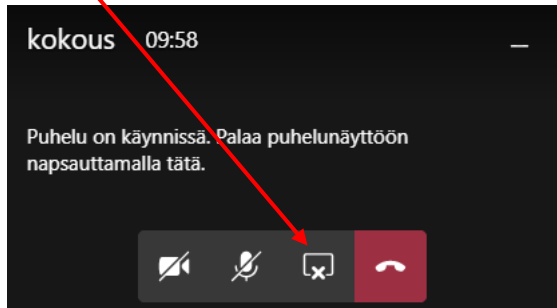 kokous 09:58
Puhelu on käynnissä. Palaa puhelunäyttöön
napsauttamalla tätä.